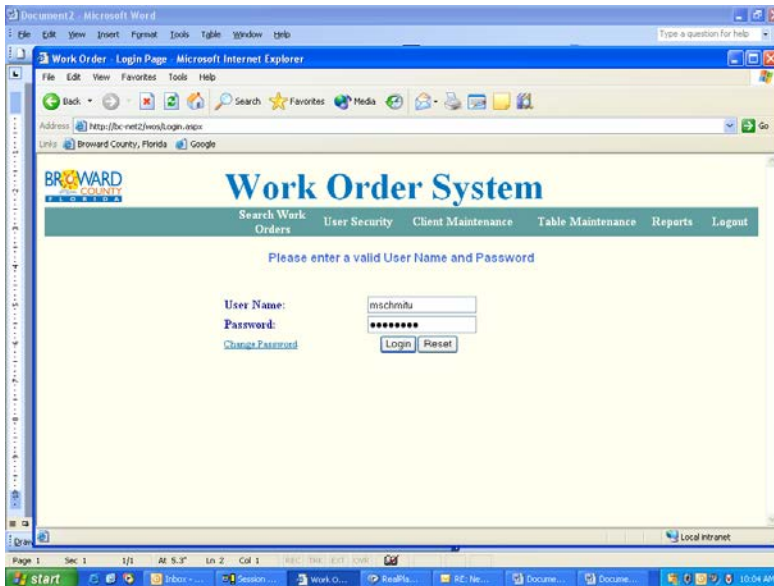 Document2 - Microsoft Word
File Edit View Insert Format Tools Table Window Help
Type a question for help
Work Order - Login Page - Microsoft Internet Explorer
File Edit View Favorites Tools Help
Back Search Favorites Media
Address http://bc-net2/wos/Login.aspx Go
Links Broward County, Florida Google
BROWARD
COUNTY
FLORIDA
Work Order System
Search Work Orders User Security Client Maintenance Table Maintenance Reports Logout
Please enter a valid User Name and Password
User Name: mschmitu
Password: ••••••••
Change Password Login Reset
Local intranet
Page 1 Sec 1 1/1 At 5.3" Ln 2 Col 1 REC TRK EXT OVR
start Inbox - ... Session ... Work O... RealPla... RE: Ne... Docume... Docume... 10:04